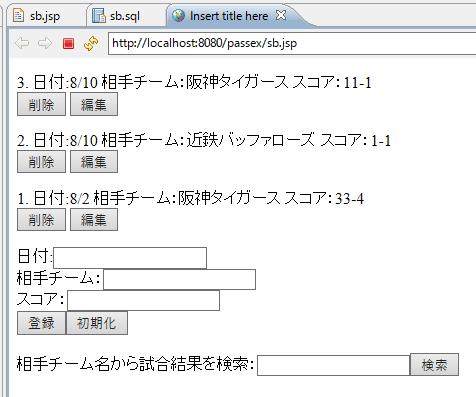 sb.jsp sb.sql Insert title here
http://localhost:8080/passex/sb.jsp
3. 日付:8/10 相手チーム：阪神タイガース スコア：11-1
削除 編集
2. 日付:8/10 相手チーム：近鉄バッファローズ スコア：1-1
削除 編集
1. 日付:8/2 相手チーム：阪神タイガース スコア：33-4
削除 編集
日付:
相手チーム：
スコア：
登録 初期化
相手チーム名から試合結果を検索： 検索